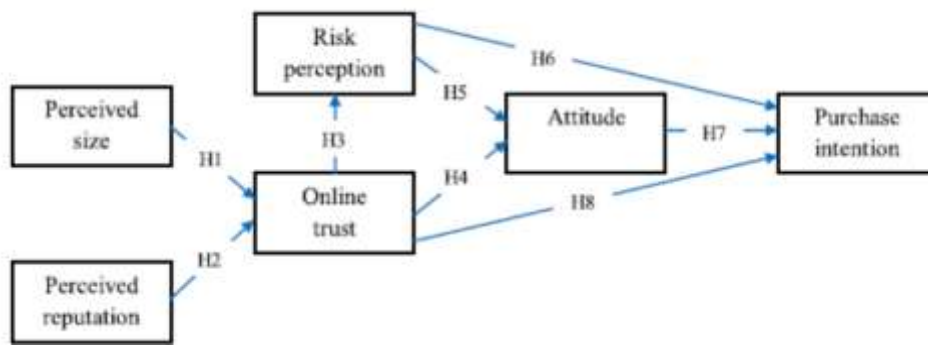 Risk
perception
H6
H5
Perceived
size
Attitude
Purchase
intention
H1
H3
H7
H4
Online
trust
H8
H2
Perceived
reputation